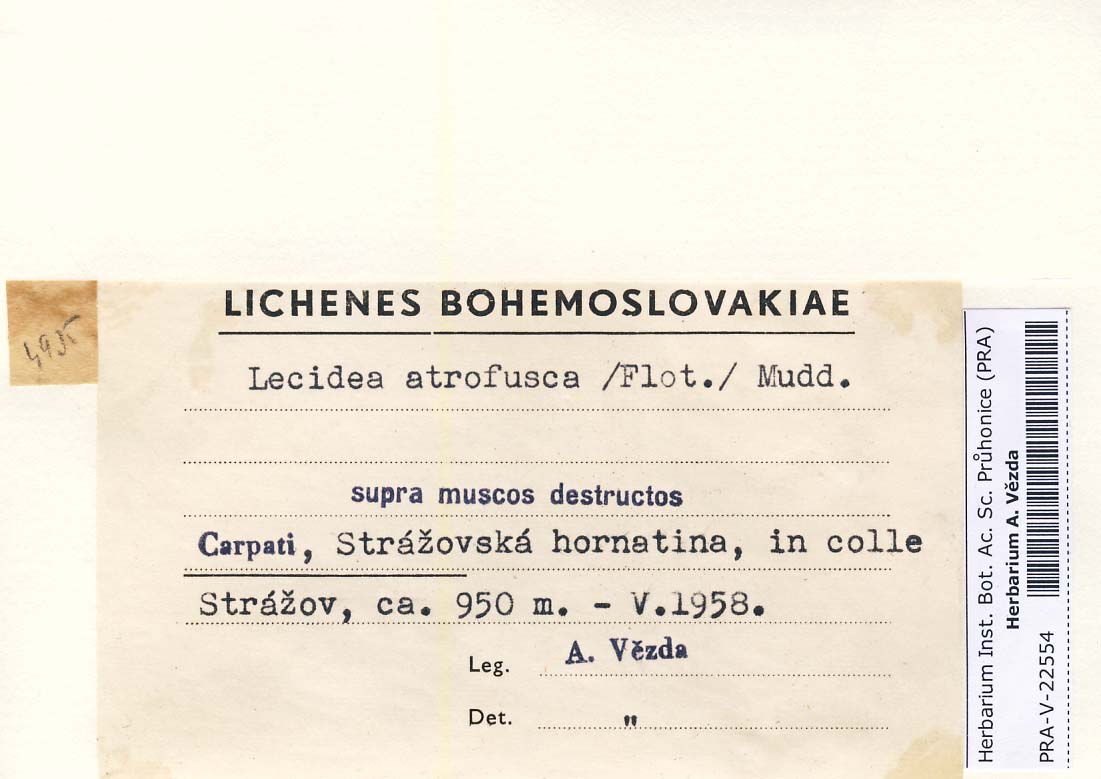 LICHENES BOHEMOSLOVAKIAE
4935
Lecidea atrofusca /Flot./ Mudd.
supra muscos destructos
Carpati, Strážovská hornatina, in colle
Strážov, ca. 950 m. - V.1958.
Leg. A. Vězda
Det. "
Herbarium Inst. Bot. Ac. Sc. Průhonice (PRA)
Herbarium A. Vězda
PRA-V-22554